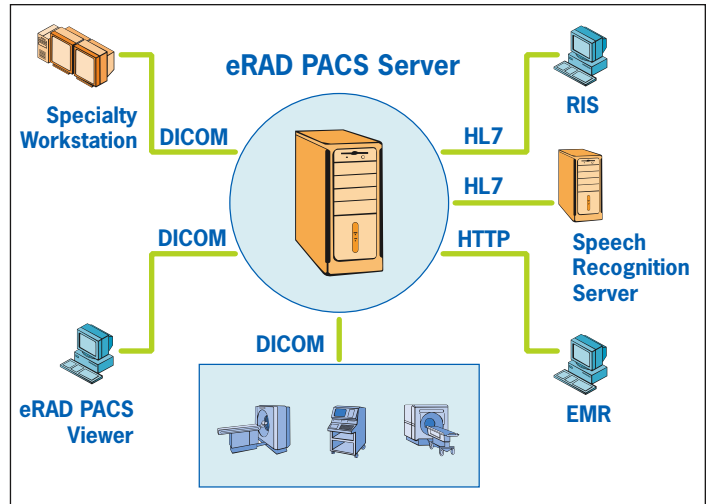 eRAD PACS Server
Specialty
Workstation
DICOM
HL7
RIS
HL7
Speech
Recognition
Server
DICOM
HTTP
eRAD PACS
Viewer
DICOM
EMR